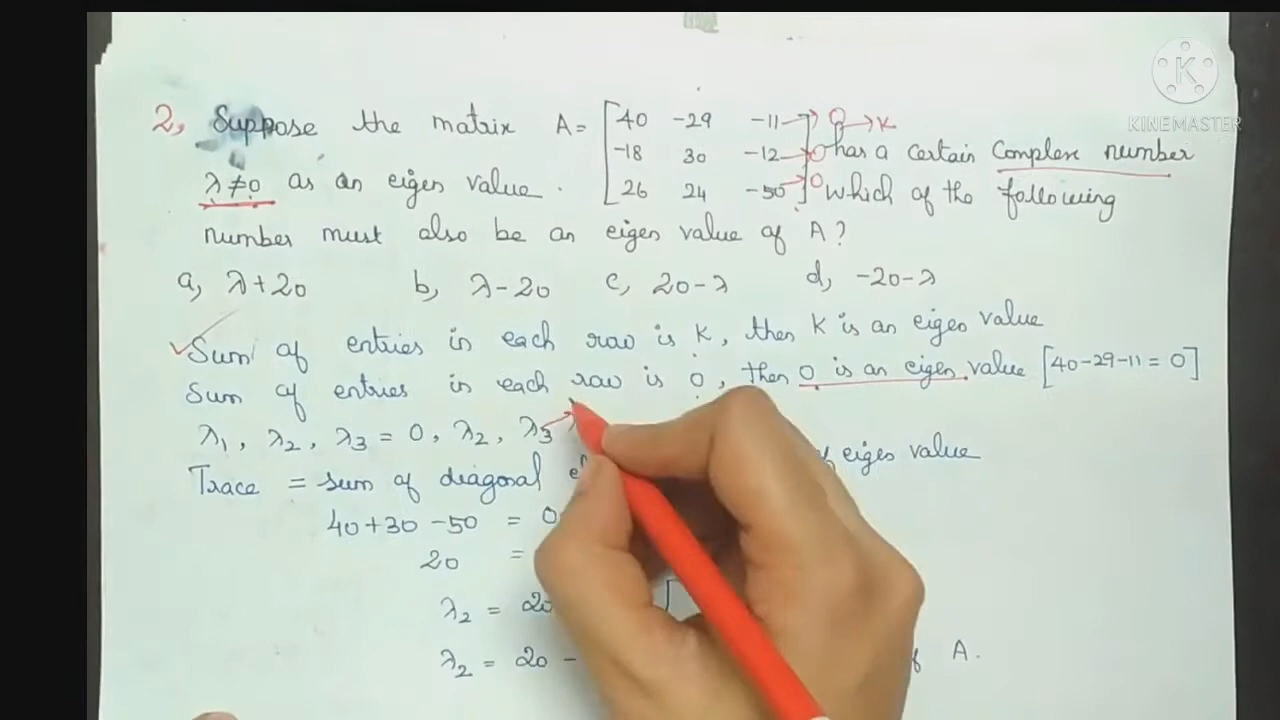 KINEMASTER
2, Suppose the matrix A = [40 -29 -11 → 0 → K
-18 30 -12 → 0 has a certain Complex number
λ ≠ 0 as an eigen value. 26 24 -50 → 0 ] which of the following
number must also be an eigen value of A?
a, λ+20 b, λ-20 c, 20-λ d, -20-λ
✓ Sum of entries in each row is K, then K is an eigen value
Sum of entries in each row is 0, then 0 is an eigen value [40-29-11 = 0]
λ1, λ2, λ3 = 0, λ2, λ3
Trace = sum of diagonal eigen value
40+30-50 = 0
20 =
λ2 = 20
λ2 = 20 - A.